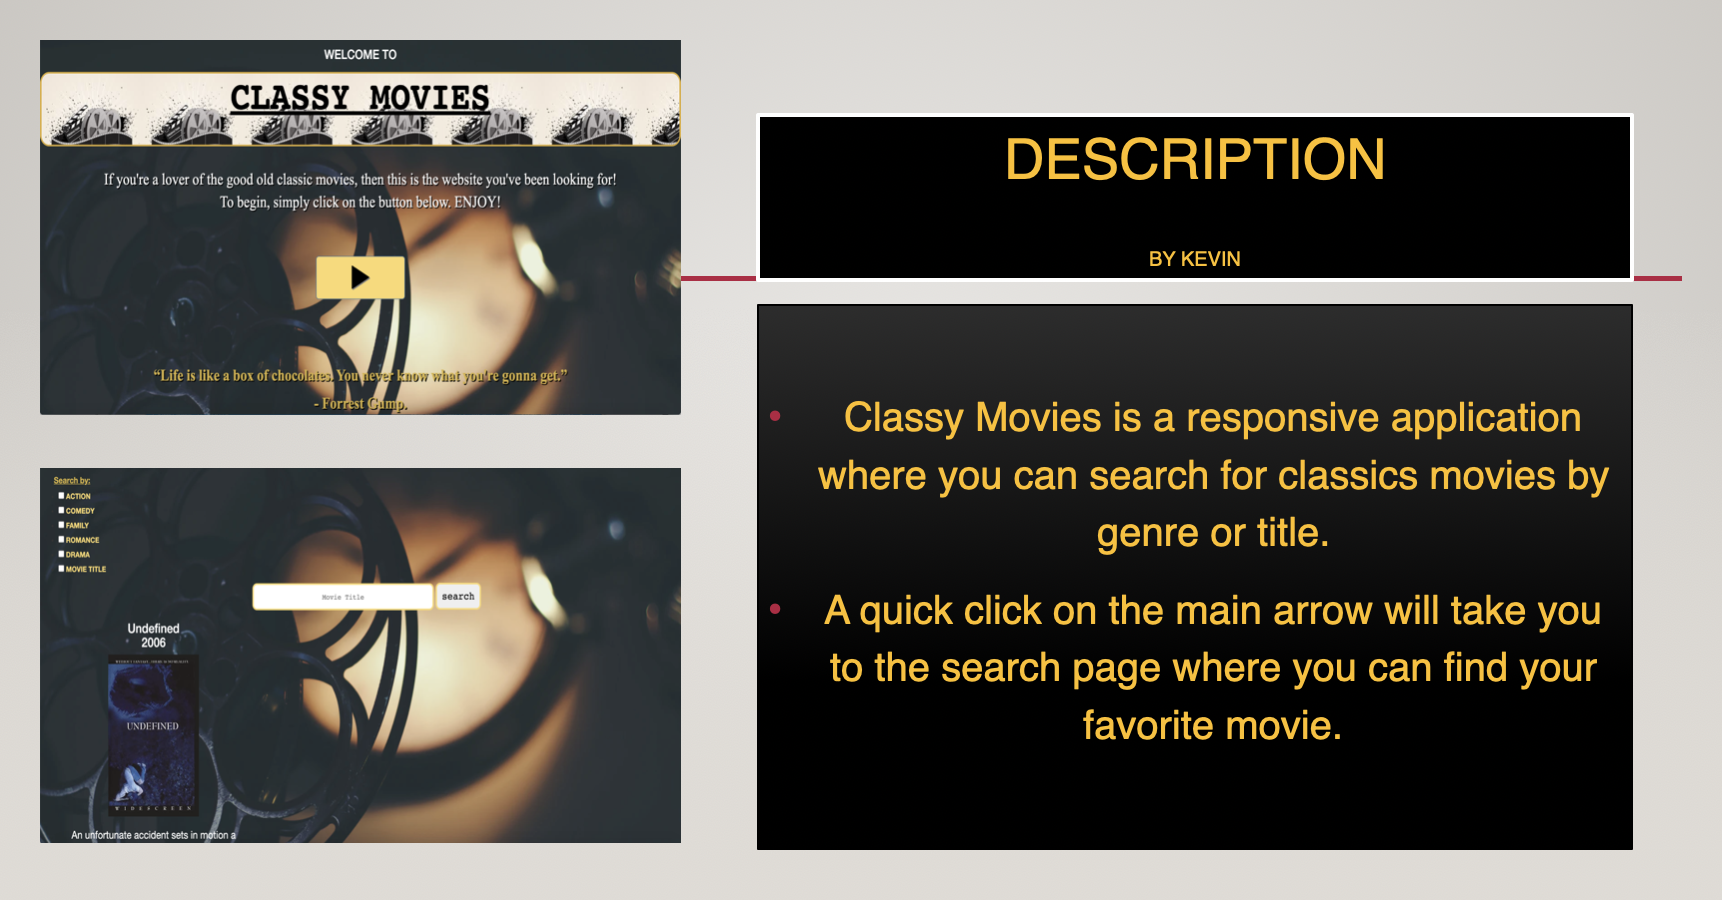 WELCOME TO
CLASSY MOVIES
If you're a lover of the good old classic movies, then this is the website you've been looking for!
To begin, simply click on the button below. ENJOY!
“Life is like a box of chocolates. You never know what you're gonna get.”
- Forrest Gump.
Search by:
ACTION
COMEDY
FAMILY
ROMANCE
DRAMA
MOVIE TITLE
Movie Title
search
Undefined
2006
UNDEFINED
WIDESCREEN
An unfortunate accident sets in motion a
DESCRIPTION
BY KEVIN
• Classy Movies is a responsive application
where you can search for classics movies by
genre or title.
• A quick click on the main arrow will take you
to the search page where you can find your
favorite movie.